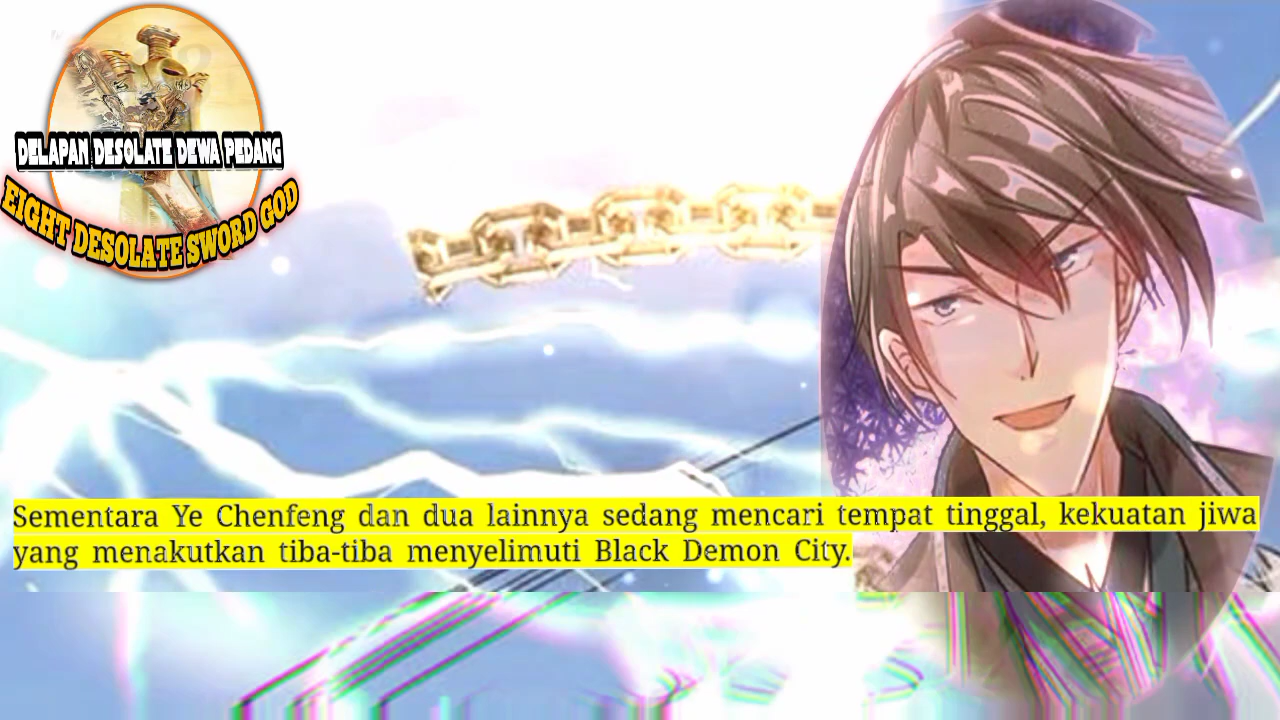 DELAPAN DESOLATE DEWA PEDANG
EIGHT DESOLATE SWORD GOD
Sementara Ye Chenfeng dan dua lainnya sedang mencari tempat tinggal, kekuatan jiwa
yang menakutkan tiba-tiba menyelimuti Black Demon City.